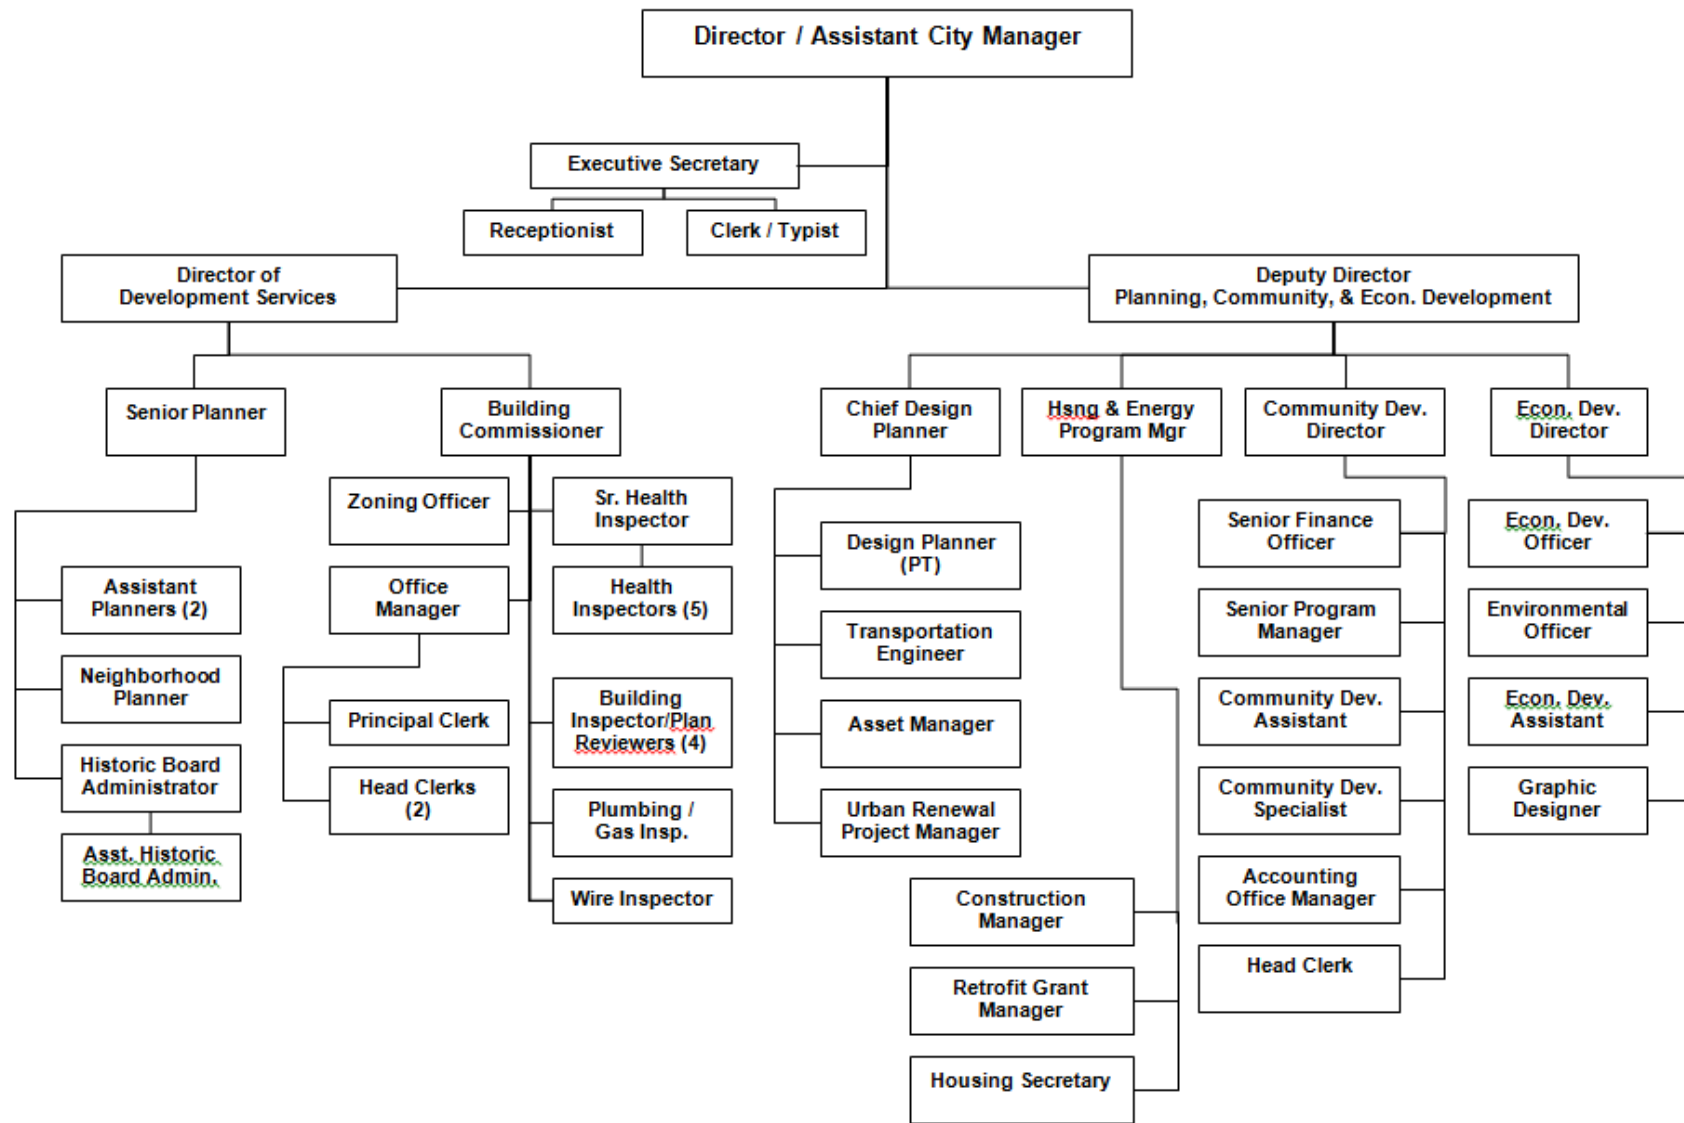 Director / Assistant City Manager
Executive Secretary
Receptionist
Clerk / Typist
Director of
Development Services
Deputy Director
Planning, Community, & Econ. Development
Senior Planner
Building
Commissioner
Chief Design
Planner
Hsng & Energy
Program Mgr
Community Dev.
Director
Econ. Dev.
Director
Assistant
Planners (2)
Neighborhood
Planner
Historic Board
Administrator
Asst. Historic
Board Admin.
Zoning Officer
Office
Manager
Principal Clerk
Head Clerks
(2)
Sr. Health
Inspector
Health
Inspectors (5)
Building
Inspector/Plan
Reviewers (4)
Plumbing /
Gas Insp.
Wire Inspector
Design Planner
(PT)
Transportation
Engineer
Asset Manager
Urban Renewal
Project Manager
Construction
Manager
Retrofit Grant
Manager
Housing Secretary
Senior Finance
Officer
Senior Program
Manager
Community Dev.
Assistant
Community Dev.
Specialist
Accounting
Office Manager
Head Clerk
Econ. Dev.
Officer
Environmental
Officer
Econ. Dev.
Assistant
Graphic
Designer